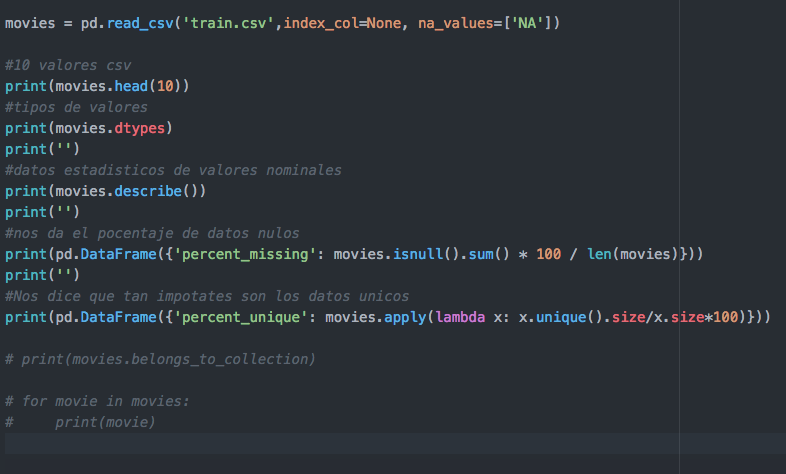 movies = pd.read_csv('train.csv',index_col=None, na_values=['NA'])
#10 valores csv
print(movies.head(10))
#tipos de valores
print(movies.dtypes)
print('')
#datos estadisticos de valores nominales
print(movies.describe())
print('')
#nos da el pocentaje de datos nulos
print(pd.DataFrame({'percent_missing': movies.isnull().sum() * 100 / len(movies)}))
print('')
#Nos dice que tan impotates son los datos unicos
print(pd.DataFrame({'percent_unique': movies.apply(lambda x: x.unique().size/x.size*100)}))
# print(movies.belongs_to_collection)
# for movie in movies:
#     print(movie)